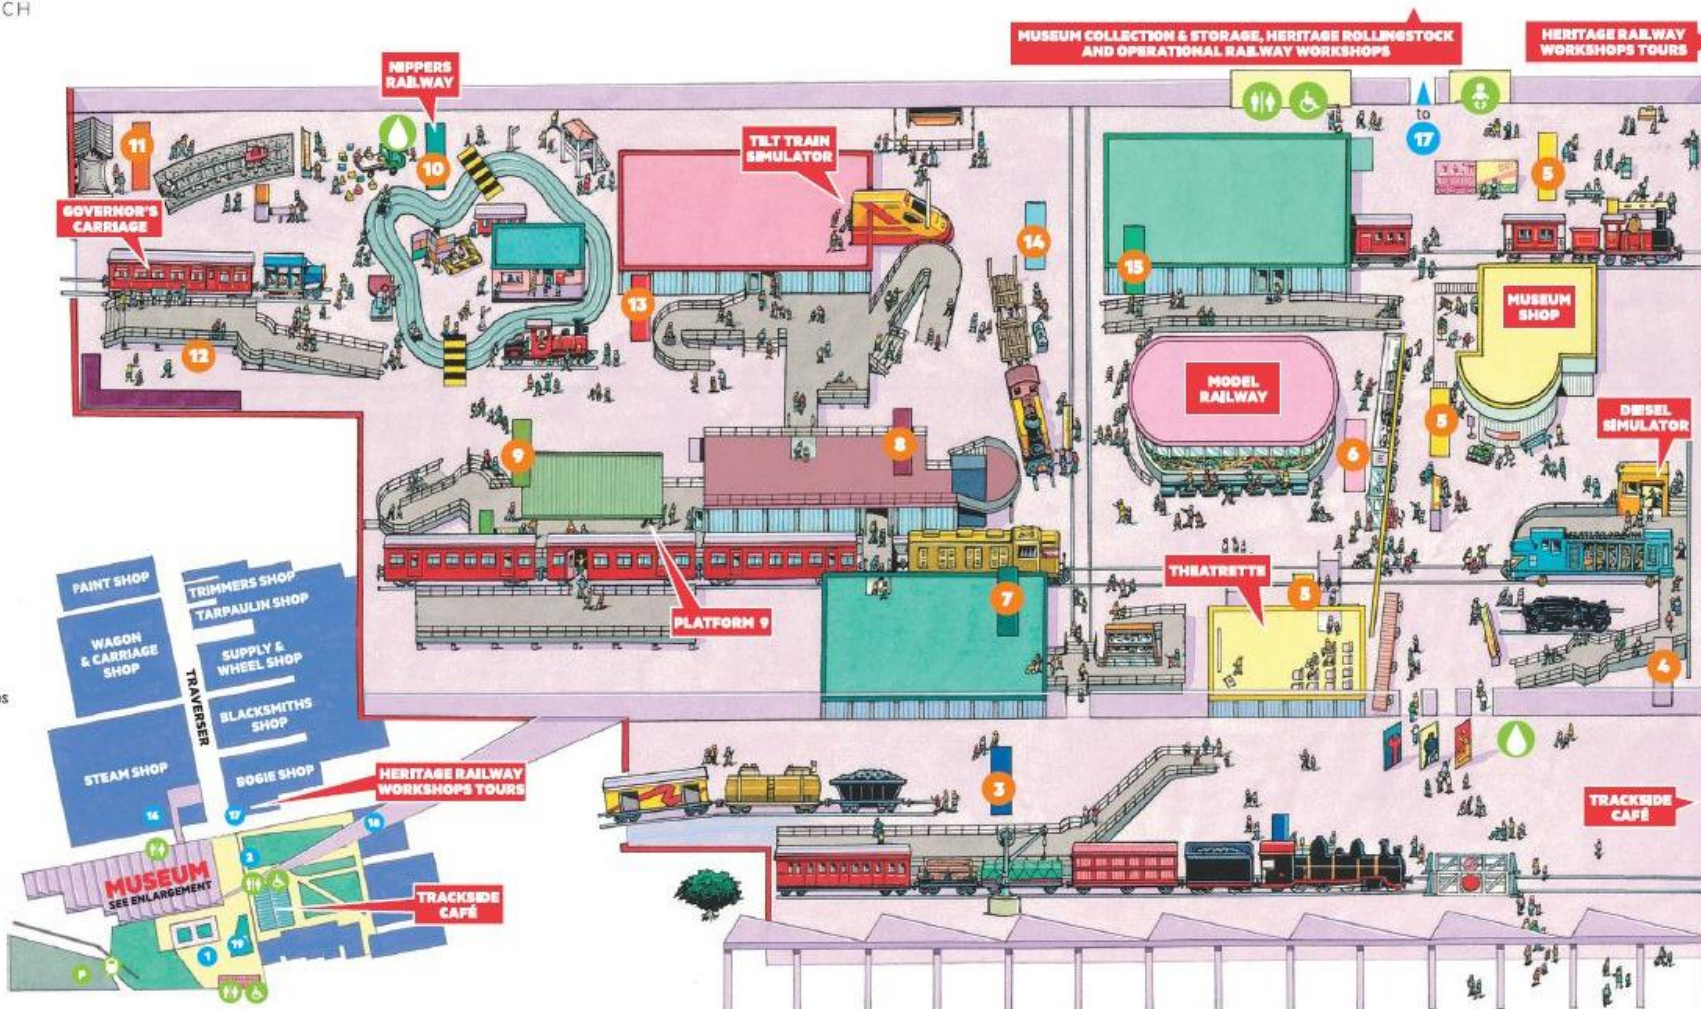 CH
MUSEUM COLLECTION & STORAGE, HERITAGE ROLLINGSTOCK
AND OPERATIONAL RAILWAY WORKSHOPS
HERITAGE RAILWAY
WORKSHOPS TOURS
NIPPERS
RAILWAY
11
10
TILT TRAIN
SIMULATOR
to
17
5
GOVERNOR'S
CARRIAGE
14
15
13
12
MUSEUM
SHOP
MODEL
RAILWAY
5
DIESEL
SIMULATOR
9
8
6
THEATRETTE
5
7
PLATFORM 9
4
PAINT SHOP
TRIMMERS SHOP
TARPAULIN SHOP
WAGON
& CARRIAGE
SHOP
SUPPLY &
WHEEL SHOP
TRAVERSER
BLACKSMITHS
SHOP
STEAM SHOP
BOGIE SHOP
HERITAGE RAILWAY
WORKSHOPS TOURS
3
TRACKSIDE
CAFÉ
16
17
18
2
MUSEUM
SEE ENLARGEMENT
TRACKSIDE
CAFÉ
19
1
P